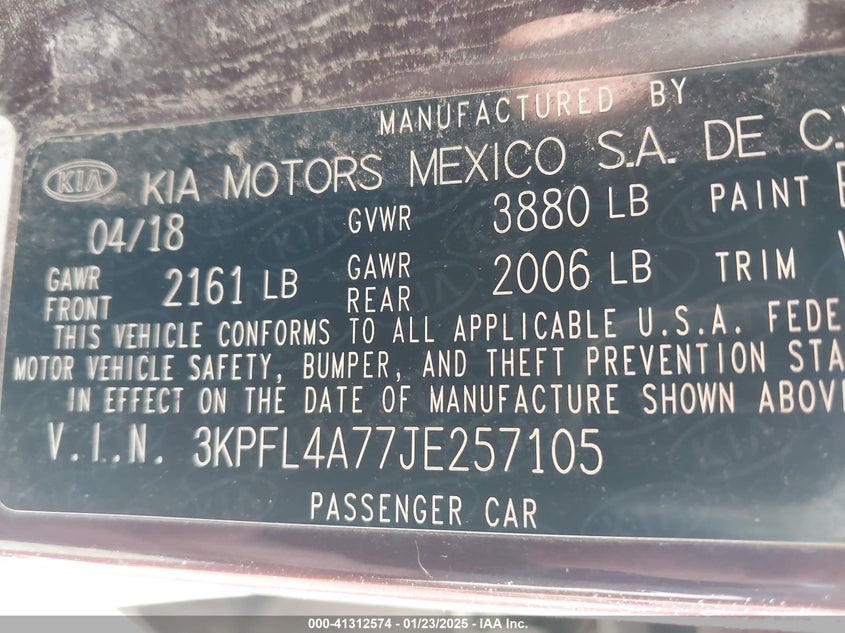 MANUFACTURED BY
KIA KIA MOTORS MEXICO S.A. DE C.V
04/18 GVWR 3880 LB PAINT
GAWR FRONT 2161 LB GAWR REAR 2006 LB TRIM
THIS VEHICLE CONFORMS TO ALL APPLICABLE U.S.A. FEDE
MOTOR VEHICLE SAFETY, BUMPER, AND THEFT PREVENTION STA
IN EFFECT ON THE DATE OF MANUFACTURE SHOWN ABOVE
V.I.N. 3KPFL4A77JE257105
PASSENGER CAR
000-41312574 - 01/23/2025 - IAA Inc.